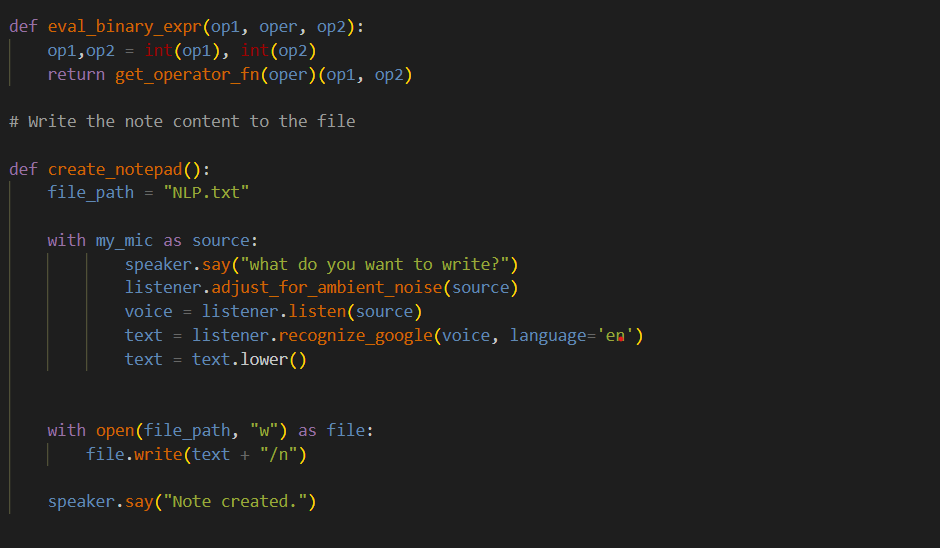 def eval_binary_expr(op1, oper, op2):
    op1,op2 = int(op1), int(op2)
    return get_operator_fn(oper)(op1, op2)
# Write the note content to the file
def create_notepad():
    file_path = "NLP.txt"
    with my_mic as source:
            speaker.say("what do you want to write?")
            listener.adjust_for_ambient_noise(source)
            voice = listener.listen(source)
            text = listener.recognize_google(voice, language='en')
            text = text.lower()
    with open(file_path, "w") as file:
        file.write(text + "/n")
    speaker.say("Note created.")